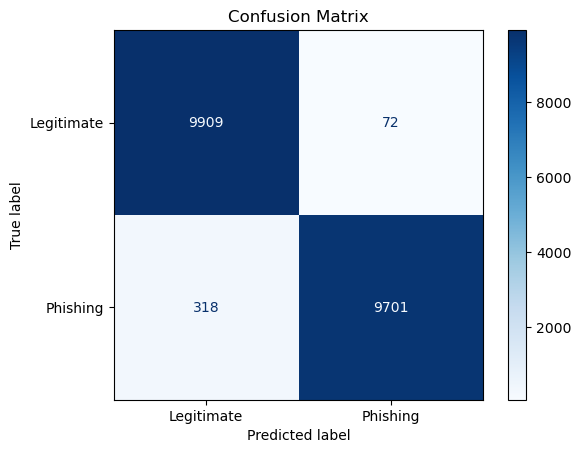 Confusion Matrix
True label
Legitimate
9909
72
Phishing
318
9701
Legitimate
Phishing
Predicted label
8000
6000
4000
2000